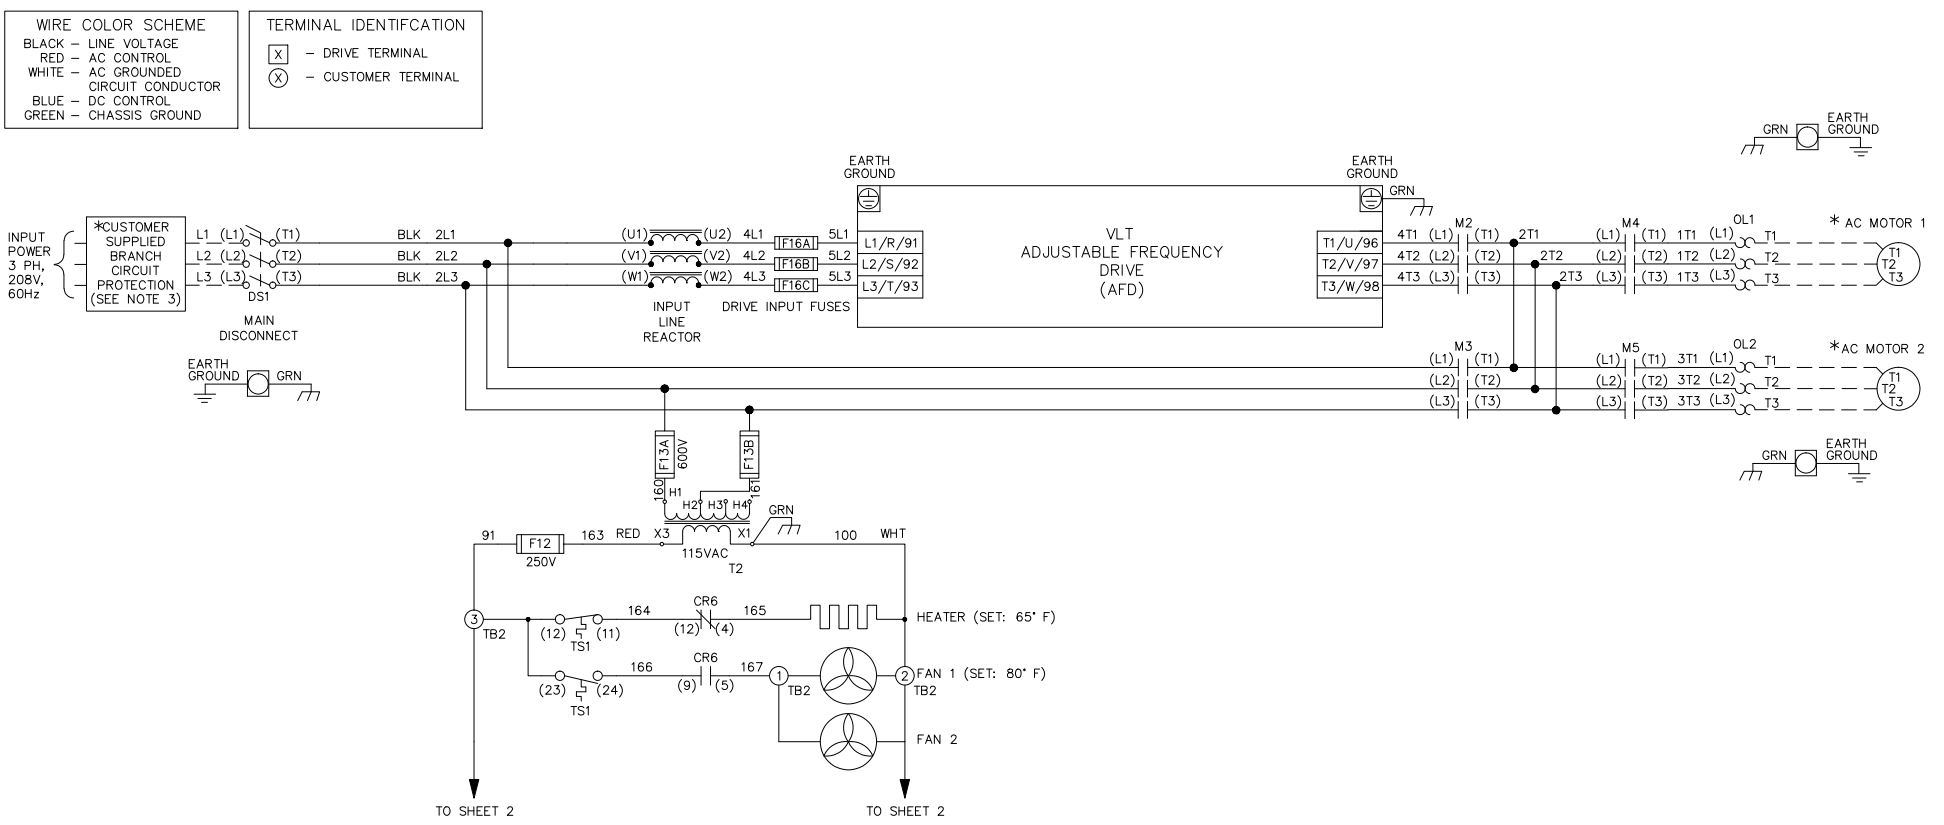 WIRE COLOR SCHEME
BLACK – LINE VOLTAGE
RED – AC CONTROL
WHITE – AC GROUNDED
CIRCUIT CONDUCTOR
BLUE – DC CONTROL
GREEN – CHASSIS GROUND
TERMINAL IDENTIFCATION
X – DRIVE TERMINAL
X – CUSTOMER TERMINAL
GRN
EARTH
GROUND
INPUT
POWER
3 PH,
208V,
60Hz
*CUSTOMER
SUPPLIED
BRANCH
CIRCUIT
PROTECTION
(SEE NOTE 3)
L1 (L1) (T1)
L2 (L2) (T2)
L3 (L3) (T3)
DS1
MAIN
DISCONNECT
EARTH
GROUND GRN
BLK 2L1
BLK 2L2
BLK 2L3
(U1) (U2) 4L1 F16A 5L1
(V1) (V2) 4L2 F16B 5L2
(W1) (W2) 4L3 F16C 5L3
INPUT
LINE
REACTOR
DRIVE INPUT FUSES
EARTH
GROUND
L1/R/91
L2/S/92
L3/T/93
VLT
ADJUSTABLE FREQUENCY
DRIVE
(AFD)
EARTH
GROUND
GRN
T1/U/96
T2/V/97
T3/W/98
M2
4T1 (L1) (T1) 2T1
4T2 (L2) (T2) 2T2
4T3 (L3) (T3) 2T3
M4 OL1
(L1) (T1) 1T1 (L1) T1
(L2) (T2) 1T2 (L2) T2
(L3) (T3) 1T3 (L3) T3
* AC MOTOR 1
T1
T2
T3
M3
(L1) (T1)
(L2) (T2)
(L3) (T3)
M5 OL2
(L1) (T1) 3T1 (L1) T1
(L2) (T2) 3T2 (L2) T2
(L3) (T3) 3T3 (L3) T3
*AC MOTOR 2
T1
T2
T3
GRN
EARTH
GROUND
F13A
600V
F13B
160
161
H1 H2 H3 H4
GRN
91 F12 163 RED X3 X1 100 WHT
250V
115VAC
T2
3
TB2
164 CR6 165
(12) (11) (12) (4)
TS1
HEATER (SET: 65° F)
166 CR6 167
(23) (24) (9) (5)
TS1
1
TB2
2
TB2
FAN 1 (SET: 80° F)
FAN 2
TO SHEET 2
TO SHEET 2